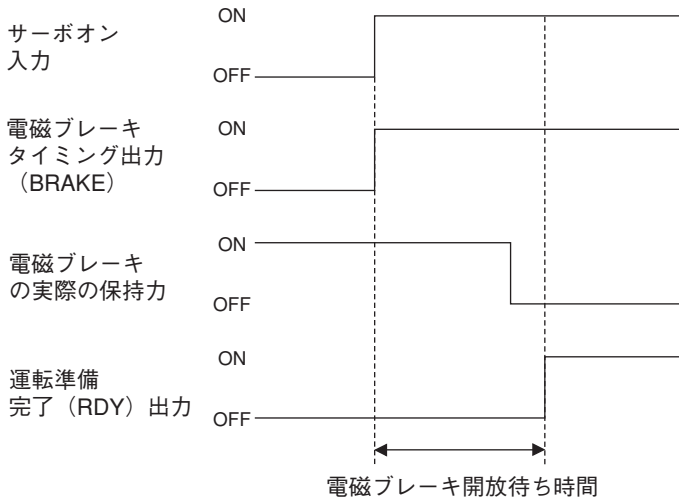 サーボオン
入力
ON
OFF
電磁ブレーキ
タイミング出力
（BRAKE）
ON
OFF
電磁ブレーキ
の実際の保持力
ON
OFF
運転準備
完了（RDY）出力
ON
OFF
電磁ブレーキ開放待ち時間